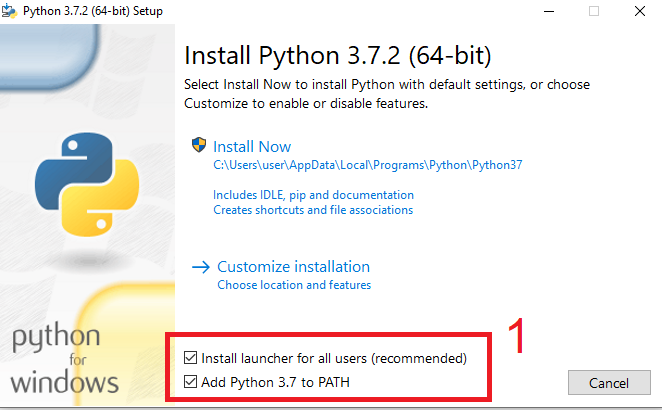 Python 3.7.2 (64-bit) Setup
Install Python 3.7.2 (64-bit)
Select Install Now to install Python with default settings, or choose
Customize to enable or disable features.
Install Now
C:\Users\user\AppData\Local\Programs\Python\Python37
Includes IDLE, pip and documentation
Creates shortcuts and file associations
Customize installation
Choose location and features
python
for
windows
1
Install launcher for all users (recommended)
Add Python 3.7 to PATH
Cancel